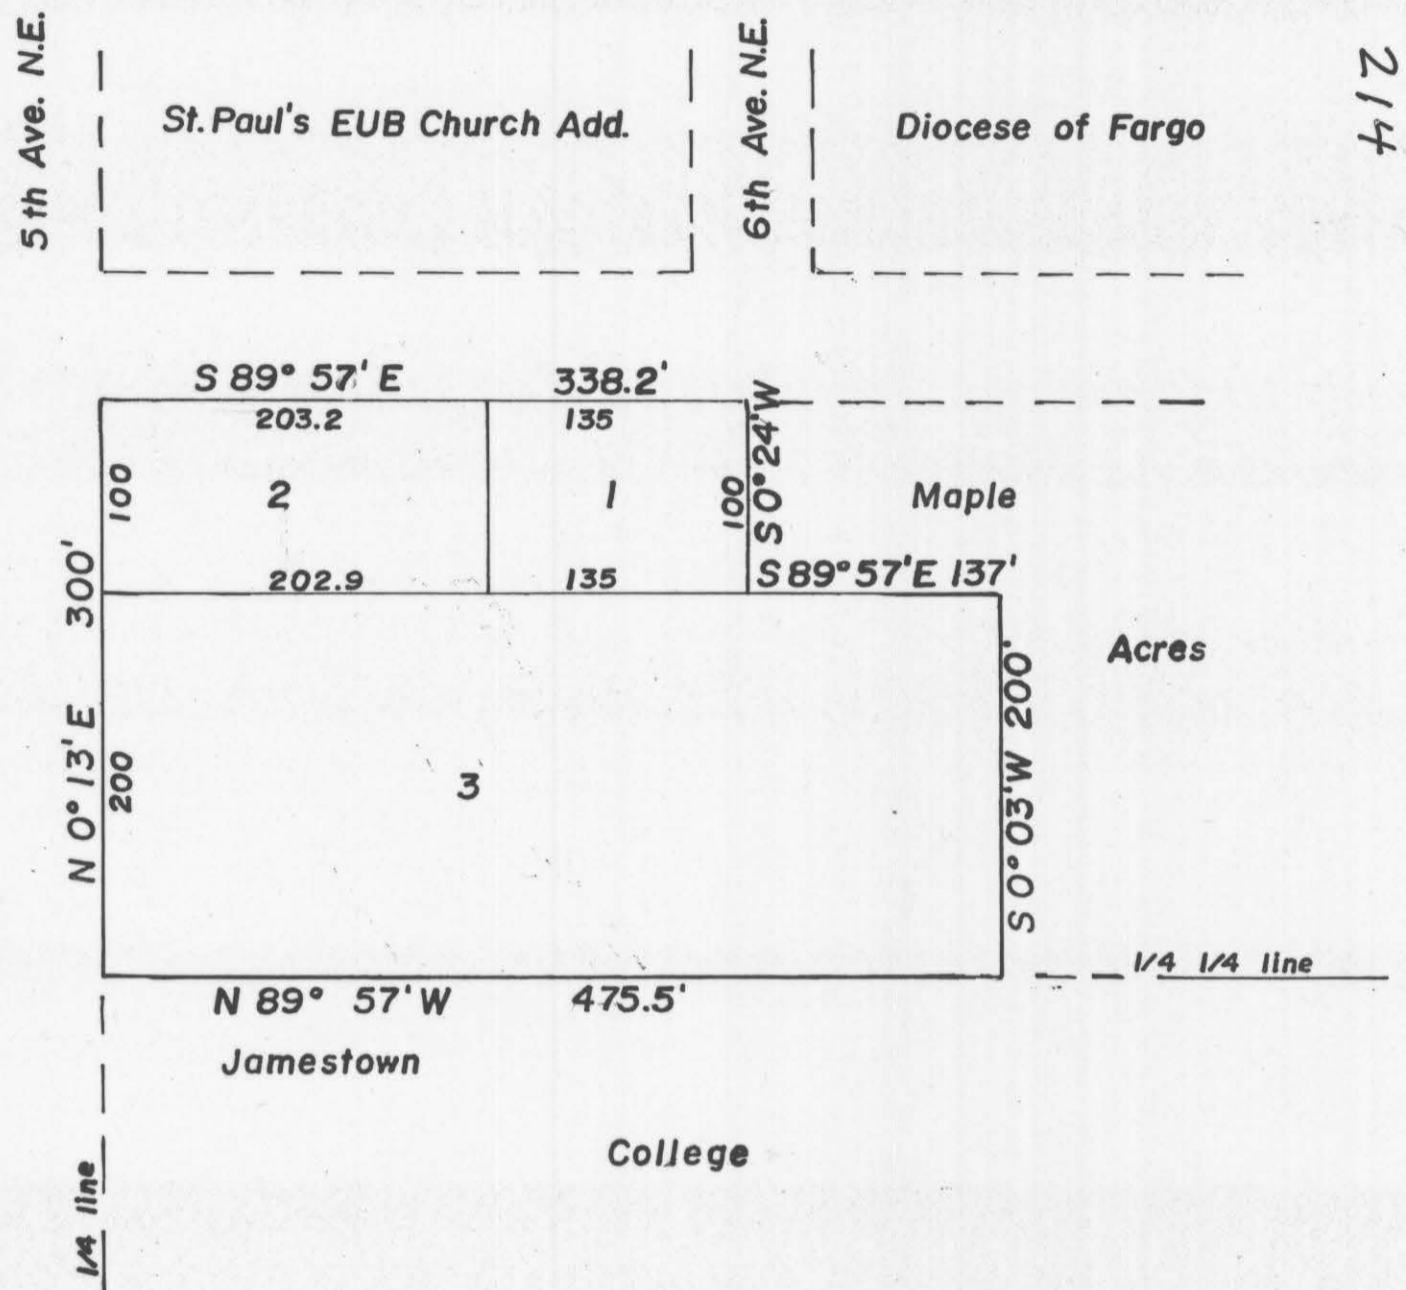 5th Ave. N.E.
St. Paul's EUB Church Add.
6th Ave. N.E.
Diocese of Fargo
214
S 89° 57' E 338.2'
203.2 135
100
2
1
100
S 0° 24' W
Maple
202.9 135
S 89° 57' E 137'
N 0° 13' E 300'
200
3
S 0° 03' W 200'
Acres
1/4 1/4 line
N 89° 57' W 475.5'
Jamestown
College
1/4 line